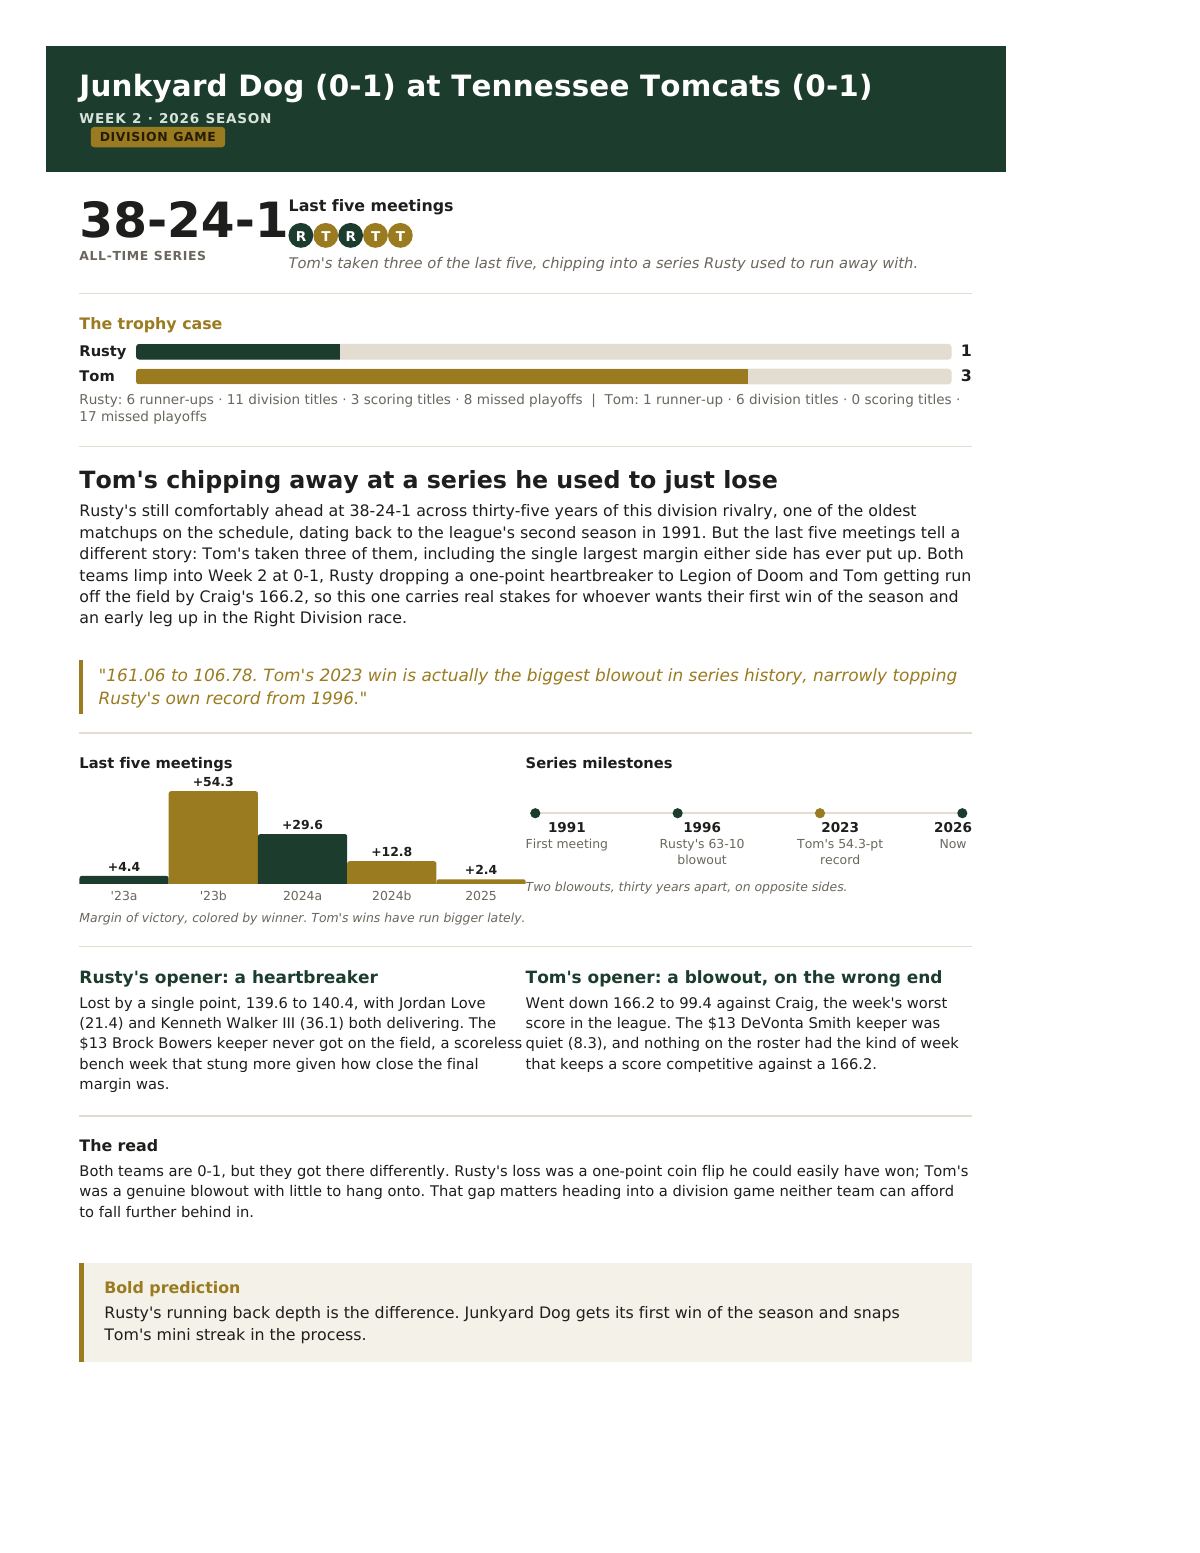 Junkyard Dog (0-1) at Tennessee Tomcats (0-1)
WEEK 2 · 2026 SEASON
DIVISION GAME
38-24-1
ALL-TIME SERIES
Last five meetings
R T R T T
Tom's taken three of the last five, chipping into a series Rusty used to run away with.
The trophy case
Rusty 1
Tom 3
Rusty: 6 runner-ups · 11 division titles · 3 scoring titles · 8 missed playoffs | Tom: 1 runner-up · 6 division titles · 0 scoring titles ·
17 missed playoffs
Tom's chipping away at a series he used to just lose
Rusty's still comfortably ahead at 38-24-1 across thirty-five years of this division rivalry, one of the oldest
matchups on the schedule, dating back to the league's second season in 1991. But the last five meetings tell a
different story: Tom's taken three of them, including the single largest margin either side has ever put up. Both
teams limp into Week 2 at 0-1, Rusty dropping a one-point heartbreaker to Legion of Doom and Tom getting run
off the field by Craig's 166.2, so this one carries real stakes for whoever wants their first win of the season and
an early leg up in the Right Division race.
"161.06 to 106.78. Tom's 2023 win is actually the biggest blowout in series history, narrowly topping
Rusty's own record from 1996."
Last five meetings
+4.4 +54.3 +29.6 +12.8 +2.4
'23a '23b 2024a 2024b 2025
Margin of victory, colored by winner. Tom's wins have run bigger lately.
Series milestones
1991 1996 2023 2026
First meeting Rusty's 63-10 Tom's 54.3-pt Now
blowout record
Two blowouts, thirty years apart, on opposite sides.
Rusty's opener: a heartbreaker
Lost by a single point, 139.6 to 140.4, with Jordan Love
(21.4) and Kenneth Walker III (36.1) both delivering. The
$13 Brock Bowers keeper never got on the field, a scoreless
bench week that stung more given how close the final
margin was.
Tom's opener: a blowout, on the wrong end
Went down 166.2 to 99.4 against Craig, the week's worst
score in the league. The $13 DeVonta Smith keeper was
quiet (8.3), and nothing on the roster had the kind of week
that keeps a score competitive against a 166.2.
The read
Both teams are 0-1, but they got there differently. Rusty's loss was a one-point coin flip he could easily have won; Tom's
was a genuine blowout with little to hang onto. That gap matters heading into a division game neither team can afford
to fall further behind in.
Bold prediction
Rusty's running back depth is the difference. Junkyard Dog gets its first win of the season and snaps
Tom's mini streak in the process.